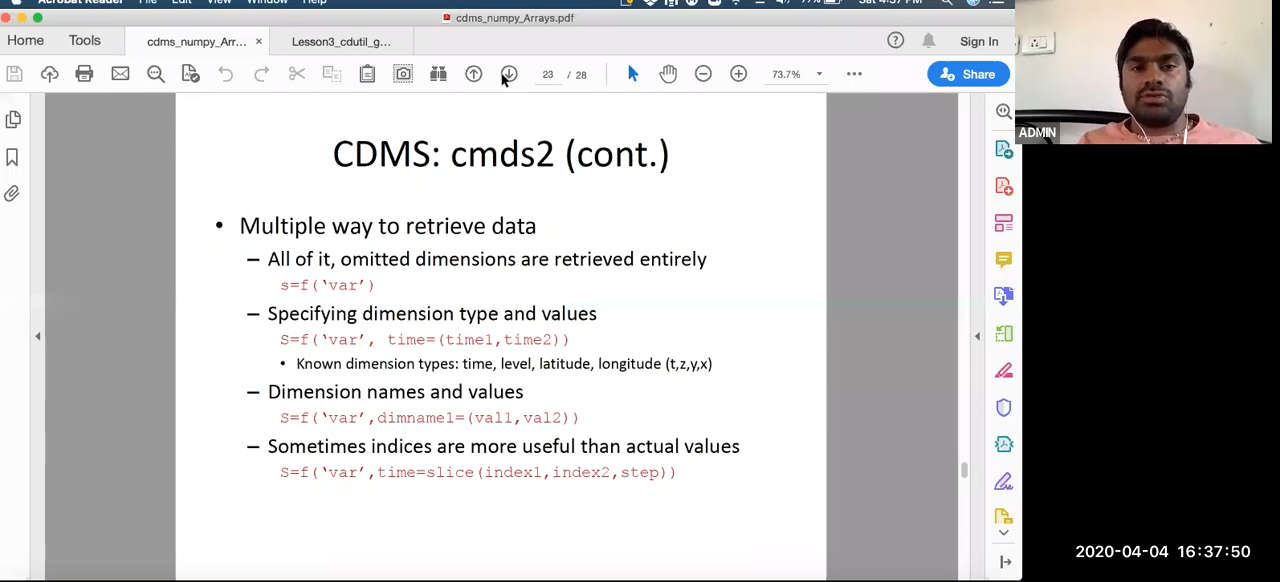 Acrobat Reader File Edit View Window Help
77% Sat 4:37 PM
cdms_numpy_Arrays.pdf
Home Tools cdms_numpy_Arr... × Lesson3_cdutil_g... Sign In
23 / 28 73.7% Share
ADMIN
CDMS: cmds2 (cont.)
• Multiple way to retrieve data
– All of it, omitted dimensions are retrieved entirely
s=f(‘var’)
– Specifying dimension type and values
S=f(‘var’, time=(time1,time2))
• Known dimension types: time, level, latitude, longitude (t,z,y,x)
– Dimension names and values
S=f(‘var’,dimname1=(val1,val2))
– Sometimes indices are more useful than actual values
S=f(‘var’,time=slice(index1,index2,step))
2020-04-04 16:37:50